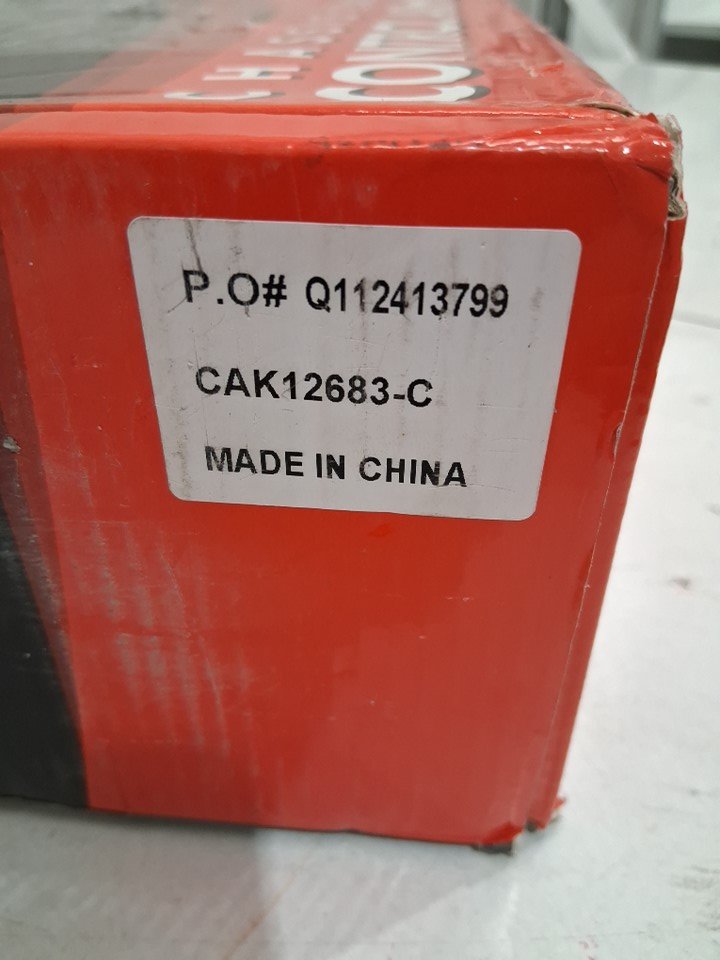 P.O# Q112413799
CAK12683-C
MADE IN CHINA